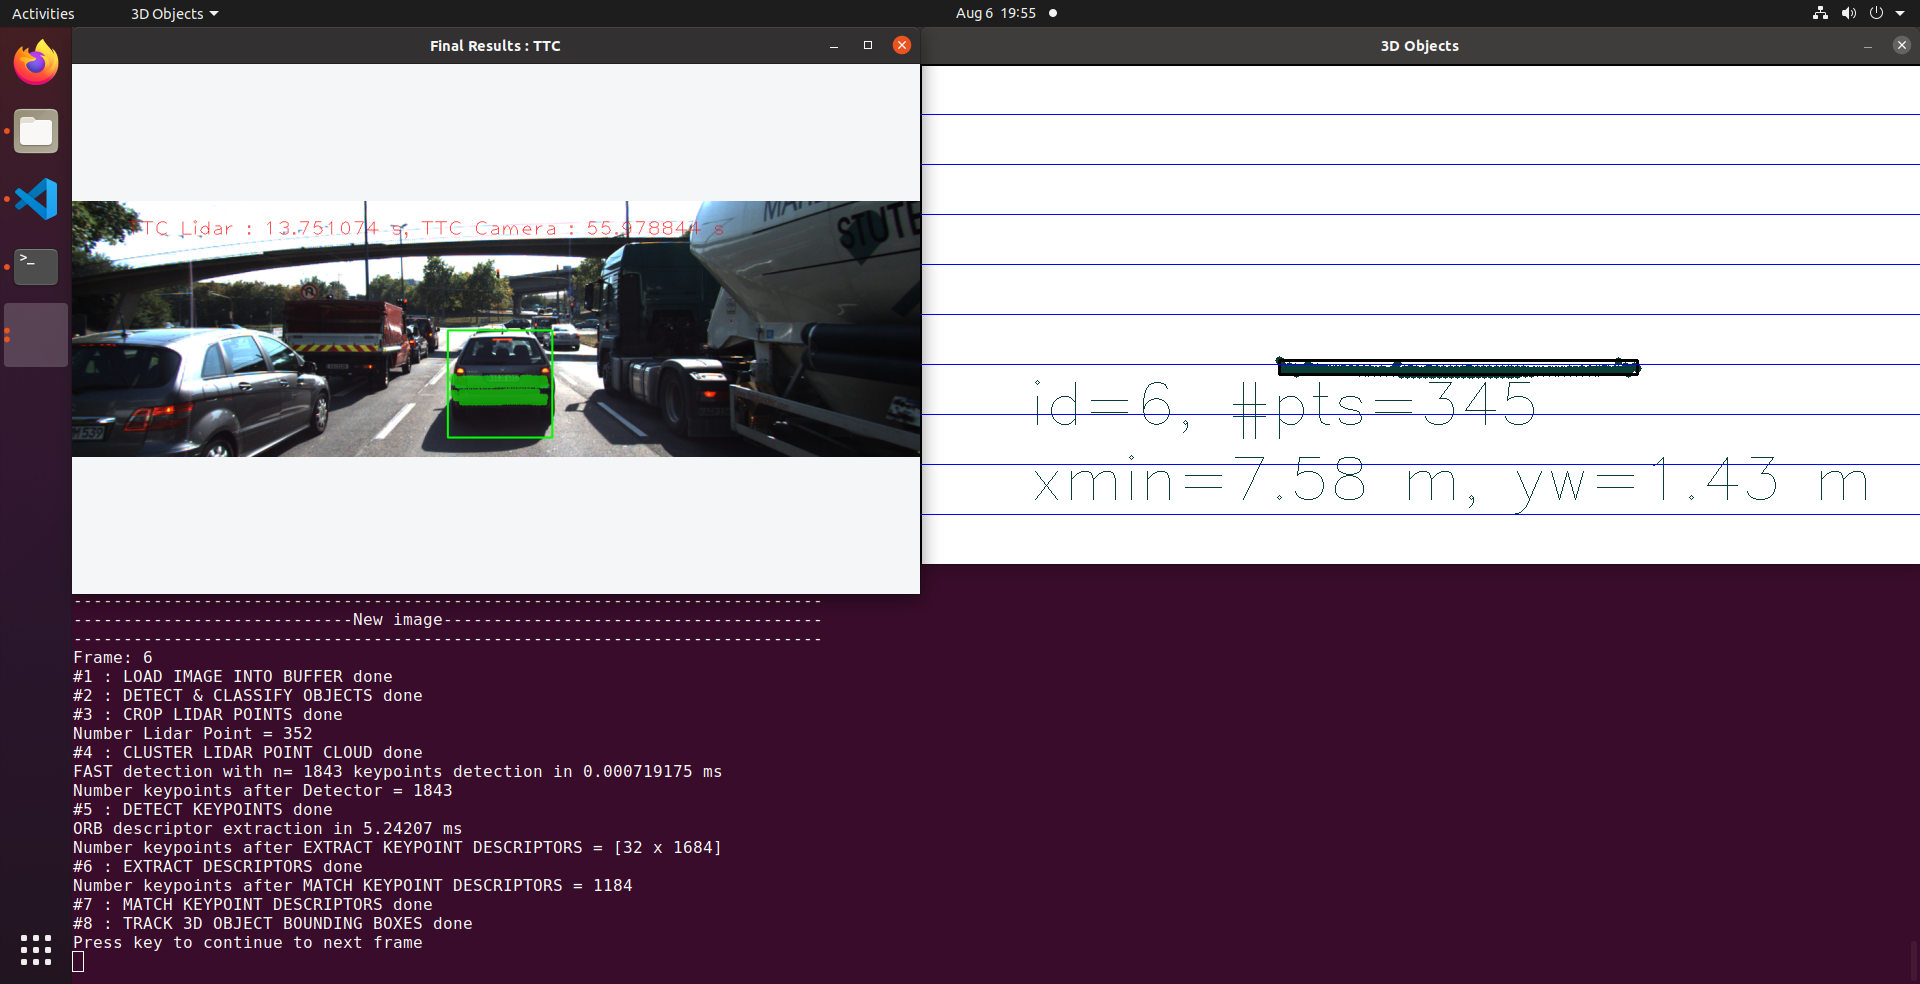 Activities
3D Objects
Aug 6 19:55
Final Results : TTC
3D Objects
TC Lidar : 13.751074 s, TTC Camera : 55.978844 s
STUTE
M 539
id=6, #pts=345
xmin=7.58 m, yw=1.43 m
--------------------------------------------------------------------------
----------------------------New image--------------------------------------
---------------------------------------------------------------------------
Frame: 6
#1 : LOAD IMAGE INTO BUFFER done
#2 : DETECT & CLASSIFY OBJECTS done
#3 : CROP LIDAR POINTS done
Number Lidar Point = 352
#4 : CLUSTER LIDAR POINT CLOUD done
FAST detection with n= 1843 keypoints detection in 0.000719175 ms
Number keypoints after Detector = 1843
#5 : DETECT KEYPOINTS done
ORB descriptor extraction in 5.24207 ms
Number keypoints after EXTRACT KEYPOINT DESCRIPTORS = [32 x 1684]
#6 : EXTRACT DESCRIPTORS done
Number keypoints after MATCH KEYPOINT DESCRIPTORS = 1184
#7 : MATCH KEYPOINT DESCRIPTORS done
#8 : TRACK 3D OBJECT BOUNDING BOXES done
Press key to continue to next frame